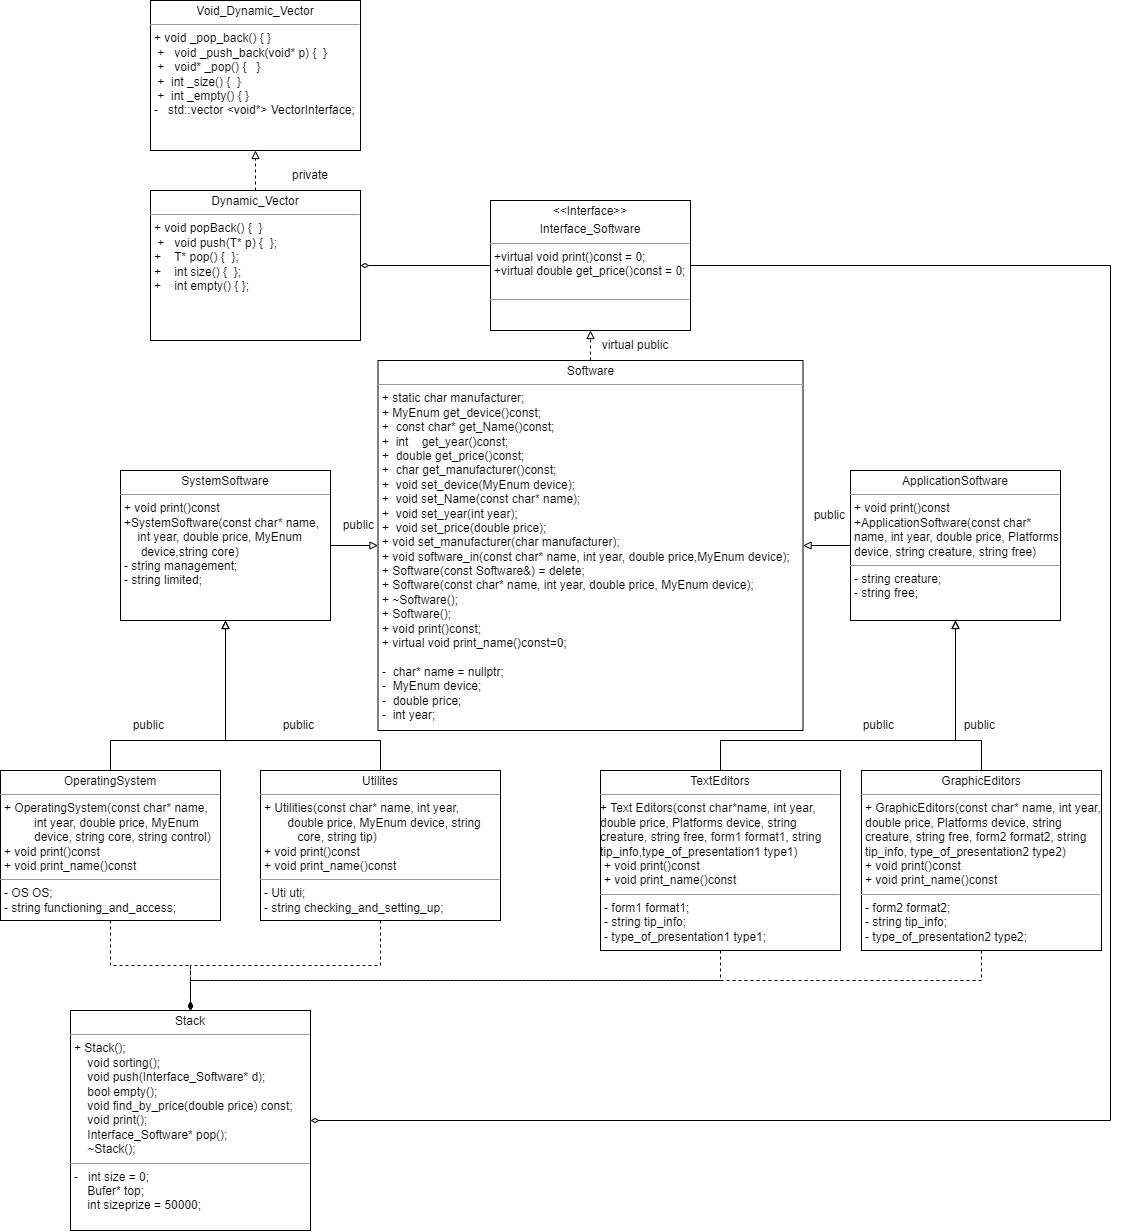 Void_Dynamic_Vector
+ void _pop_back() { }
+ void _push_back(void* p) { }
+ void* _pop() { }
+ int _size() { }
+ int _empty() { }
- std::vector <void*> VectorInterface;
private
Dynamic_Vector
+ void popBack() { }
+ void push(T* p) { };
+ T* pop() { };
+ int size() { };
+ int empty() { };
<<Interface>>
Interface_Software
+virtual void print()const = 0;
+virtual double get_price()const = 0;
virtual public
Software
+ static char manufacturer;
+ MyEnum get_device()const;
+ const char* get_Name()const;
+ int get_year()const;
+ double get_price()const;
+ char get_manufacturer()const;
+ void set_device(MyEnum device);
+ void set_Name(const char* name);
+ void set_year(int year);
+ void set_price(double price);
+ void set_manufacturer(char manufacturer);
+ void software_in(const char* name, int year, double price,MyEnum device);
+ Software(const Software&) = delete;
+ Software(const char* name, int year, double price, MyEnum device);
+ ~Software();
+ Software();
+ void print()const;
+ virtual void print_name()const=0;
- char* name = nullptr;
- MyEnum device;
- double price;
- int year;
SystemSoftware
+ void print()const
+SystemSoftware(const char* name,
int year, double price, MyEnum
device,string core)
- string management;
- string limited;
public
ApplicationSoftware
+ void print()const
+ApplicationSoftware(const char*
name, int year, double price, Platforms
device, string creature, string free)
- string creature;
- string free;
public
public
public
public
public
OperatingSystem
+ OperatingSystem(const char* name,
int year, double price, MyEnum
device, string core, string control)
+ void print()const
+ void print_name()const
- OS OS;
- string functioning_and_access;
Utilites
+ Utilities(const char* name, int year,
double price, MyEnum device, string
core, string tip)
+ void print()const
+ void print_name()const
- Uti uti;
- string checking_and_setting_up;
TextEditors
+ Text Editors(const char*name, int year,
double price, Platforms device, string
creature, string free, form1 format1, string
tip_info,type_of_presentation1 type1)
+ void print()const
+ void print_name()const
- form1 format1;
- string tip_info;
- type_of_presentation1 type1;
GraphicEditors
+ GraphicEditors(const char* name, int year,
double price, Platforms device, string
creature, string free, form2 format2, string
tip_info, type_of_presentation2 type2)
+ void print()const
+ void print_name()const
- form2 format2;
- string tip_info;
- type_of_presentation2 type2;
Stack
+ Stack();
void sorting();
void push(Interface_Software* d);
bool empty();
void find_by_price(double price) const;
void print();
Interface_Software* pop();
~Stack();
- int size = 0;
Bufer* top;
int sizeprize = 50000;